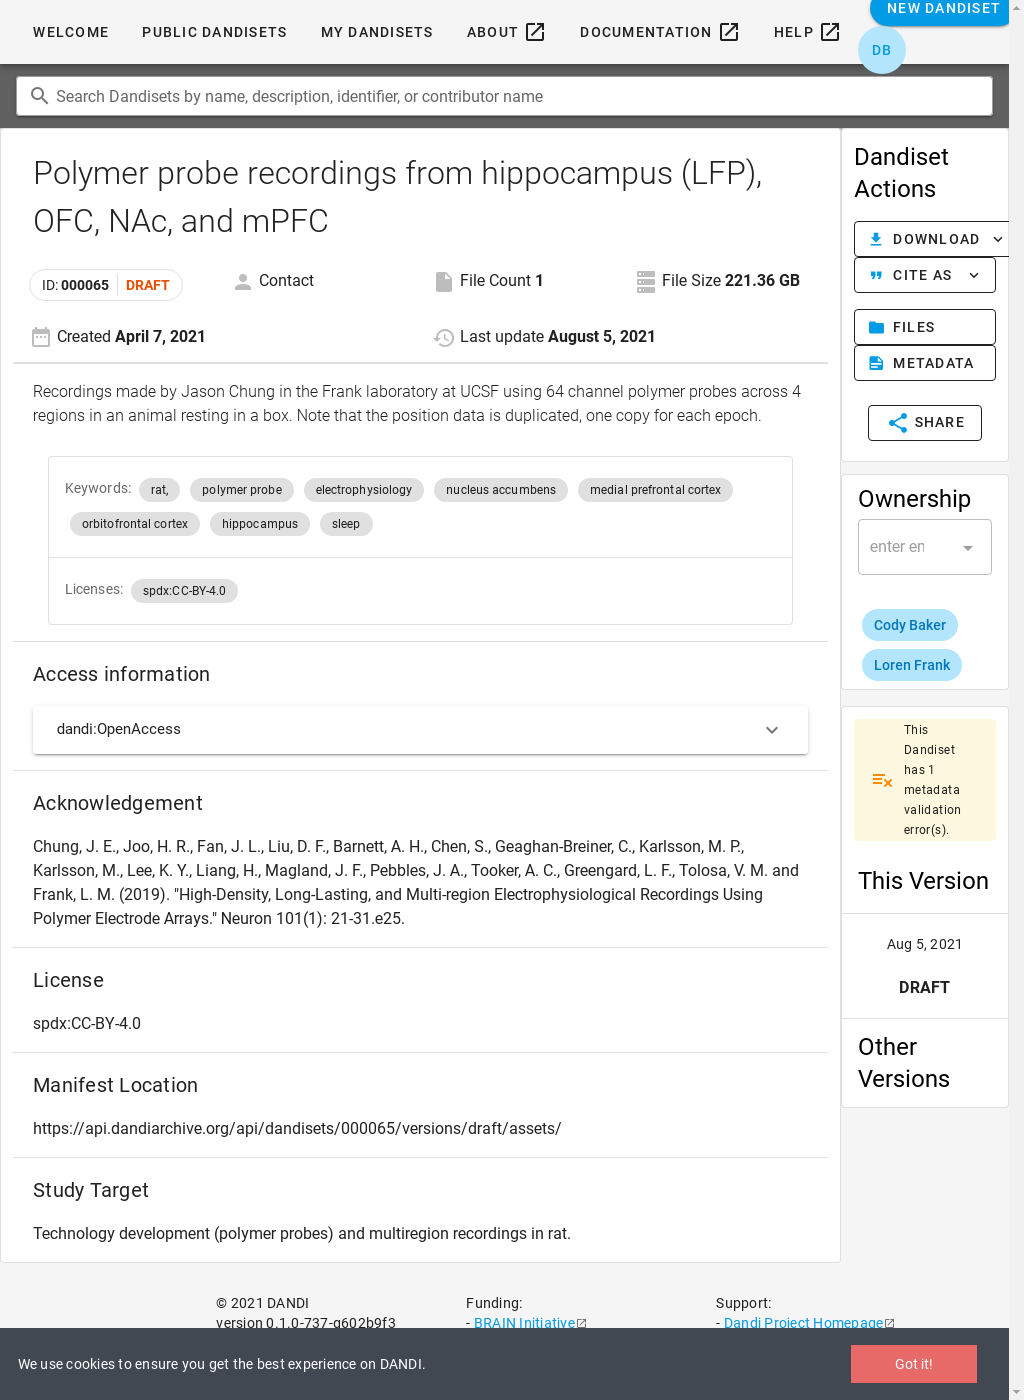 WELCOME PUBLIC DANDISETS MY DANDISETS ABOUT DOCUMENTATION HELP NEW DANDISET
DB
Search Dandisets by name, description, identifier, or contributor name
Polymer probe recordings from hippocampus (LFP),
OFC, NAc, and mPFC
ID: 000065 DRAFT Contact File Count 1 File Size 221.36 GB
Created April 7, 2021 Last update August 5, 2021
Recordings made by Jason Chung in the Frank laboratory at UCSF using 64 channel polymer probes across 4
regions in an animal resting in a box. Note that the position data is duplicated, one copy for each epoch.
Keywords: rat, polymer probe electrophysiology nucleus accumbens medial prefrontal cortex
orbitofrontal cortex hippocampus sleep
Licenses: spdx:CC-BY-4.0
Access information
dandi:OpenAccess
Acknowledgement
Chung, J. E., Joo, H. R., Fan, J. L., Liu, D. F., Barnett, A. H., Chen, S., Geaghan-Breiner, C., Karlsson, M. P.,
Karlsson, M., Lee, K. Y., Liang, H., Magland, J. F., Pebbles, J. A., Tooker, A. C., Greengard, L. F., Tolosa, V. M. and
Frank, L. M. (2019). "High-Density, Long-Lasting, and Multi-region Electrophysiological Recordings Using
Polymer Electrode Arrays." Neuron 101(1): 21-31.e25.
License
spdx:CC-BY-4.0
Manifest Location
https://api.dandiarchive.org/api/dandisets/000065/versions/draft/assets/
Study Target
Technology development (polymer probes) and multiregion recordings in rat.
Dandiset
Actions
DOWNLOAD
CITE AS
FILES
METADATA
SHARE
Ownership
enter en
Cody Baker
Loren Frank
This
Dandiset
has 1
metadata
validation
error(s).
This Version
Aug 5, 2021
DRAFT
Other
Versions
© 2021 DANDI
version 0.1.0-737-g602b9f3
Funding:
- BRAIN Initiative
Support:
- Dandi Project Homepage
We use cookies to ensure you get the best experience on DANDI.
Got it!